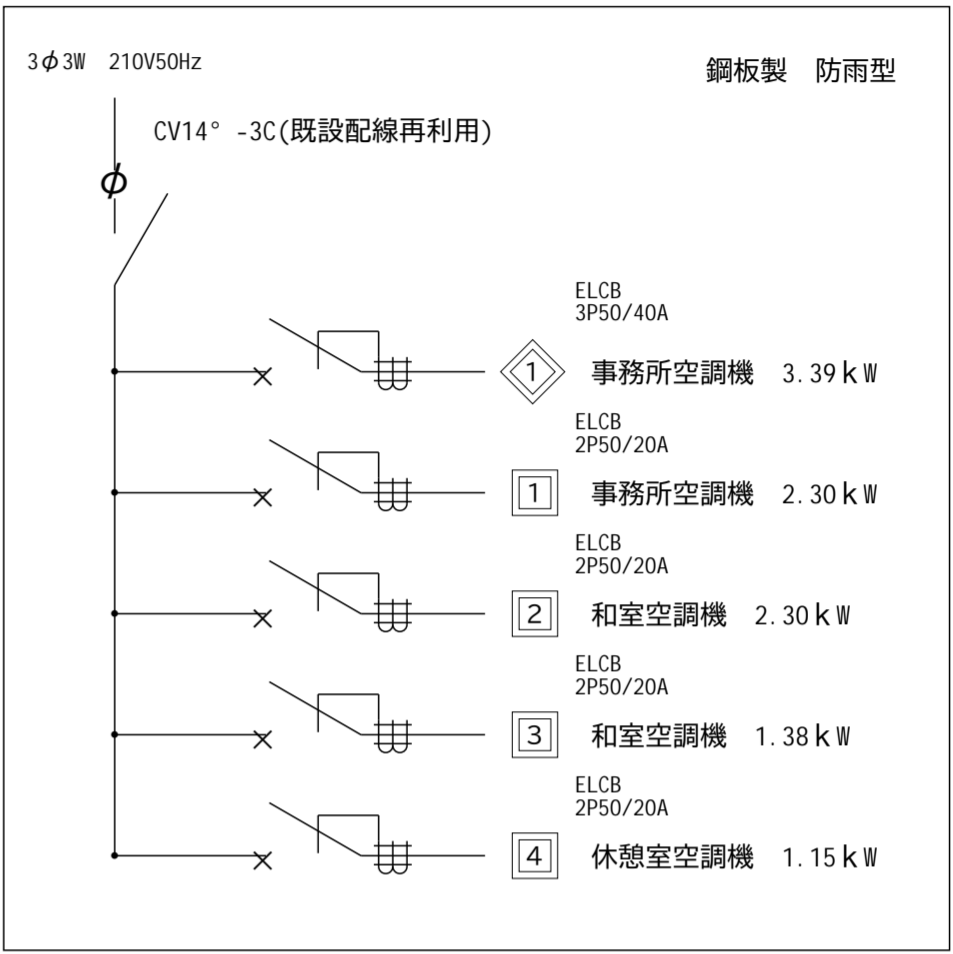 3φ3W 210V50Hz
鋼板製 防雨型
CV14° -3C(既設配線再利用)
φ
ELCB
3P50/40A
1 事務所空調機 3.39kW
ELCB
2P50/20A
1 事務所空調機 2.30kW
ELCB
2P50/20A
2 和室空調機 2.30kW
ELCB
2P50/20A
3 和室空調機 1.38kW
ELCB
2P50/20A
4 休憩室空調機 1.15kW